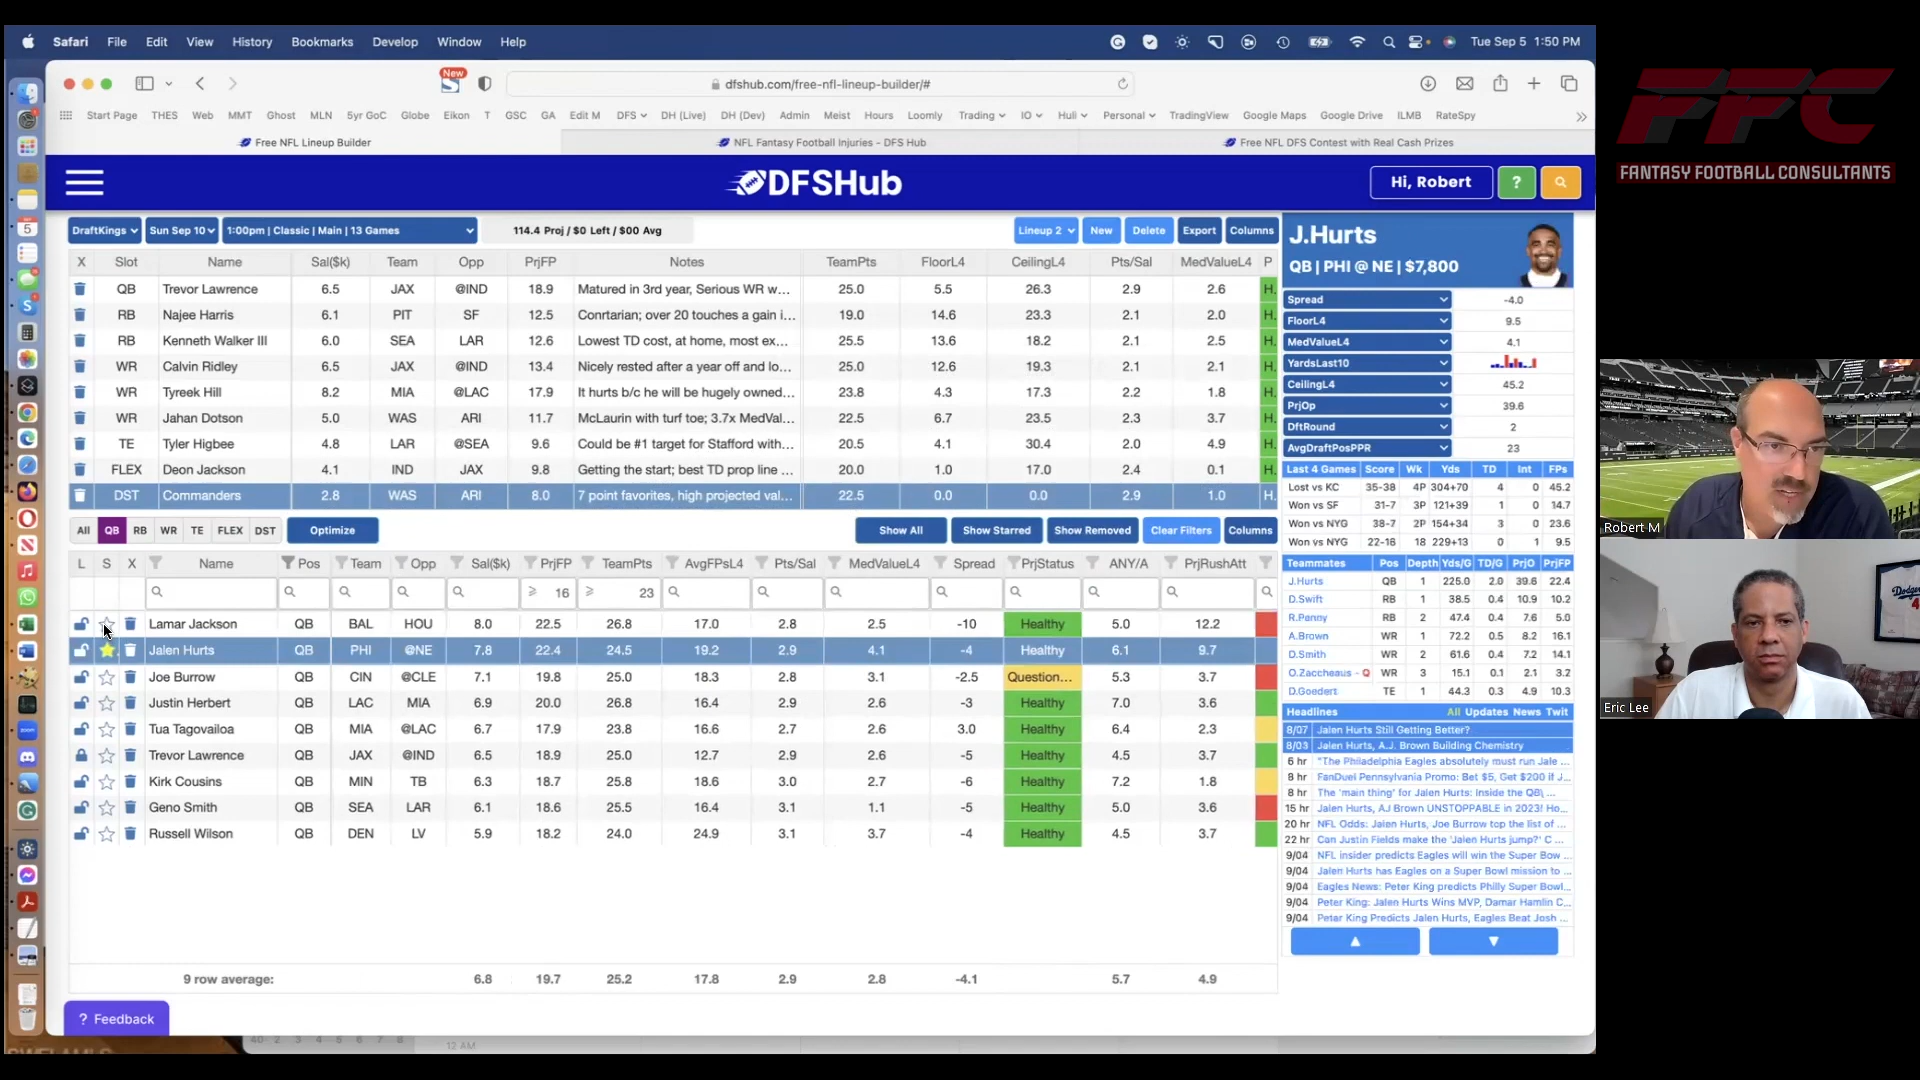 Safari File Edit View History Bookmarks Develop Window Help Tue Sep 5 1:50 PM
New dfshub.com/free-nfl-lineup-builder/#
Start Page THES Web MMT Ghost MLN 5yr GoC Globe Eikon T GSC GA Edit M DFS DH (Live) DH (Dev) Admin Meist Hours Loomly Trading IO Huli Personal TradingView Google Maps Google Drive ILMB RateSpy
Free NFL Lineup Builder NFL Fantasy Football Injuries - DFS Hub Free NFL DFS Contest with Real Cash Prizes
DFSHub Hi, Robert ?
DraftKings Sun Sep 10 1:00pm | Classic | Main | 13 Games 114.4 Proj / $0 Left / $00 Avg Lineup 2 New Delete Export Columns
X Slot Name Sal($k) Team Opp PrjFP Notes TeamPts FloorL4 CeilingL4 Pts/Sal MedValueL4 P
QB Trevor Lawrence 6.5 JAX @IND 18.9 Matured in 3rd year, Serious WR w... 25.0 5.5 26.3 2.9 2.6 H.
RB Najee Harris 6.1 PIT SF 12.5 Conrtarian; over 20 touches a gain i... 19.0 14.6 23.3 2.1 2.0 H.
RB Kenneth Walker III 6.0 SEA LAR 12.6 Lowest TD cost, at home, most ex... 25.5 13.6 18.2 2.1 2.5 H.
WR Calvin Ridley 6.5 JAX @IND 13.4 Nicely rested after a year off and lo... 25.0 12.6 19.3 2.1 2.1 H.
WR Tyreek Hill 8.2 MIA @LAC 17.9 It hurts b/c he will be hugely owned... 23.8 4.3 17.3 2.2 1.8 H.
WR Jahan Dotson 5.0 WAS ARI 11.7 McLaurin with turf toe; 3.7x MedVal... 22.5 6.7 23.5 2.3 3.7 H.
TE Tyler Higbee 4.8 LAR @SEA 9.6 Could be #1 target for Stafford with... 20.5 4.1 30.4 2.0 4.9 H.
FLEX Deon Jackson 4.1 IND JAX 9.8 Getting the start; best TD prop line ... 20.0 1.0 17.0 2.4 0.1 H.
DST Commanders 2.8 WAS ARI 8.0 7 point favorites, high projected val... 22.5 0.0 0.0 2.9 1.0 H.
All QB RB WR TE FLEX DST Optimize Show All Show Starred Show Removed Clear Filters Columns
L S X Name Pos Team Opp Sal($k) PrjFP TeamPts AvgFPsL4 Pts/Sal MedValueL4 Spread PrjStatus ANY/A PrjRushAtt
≥ 16 ≥ 23
Lamar Jackson QB BAL HOU 8.0 22.5 26.8 17.0 2.8 2.5 -10 Healthy 5.0 12.2
Jalen Hurts QB PHI @NE 7.8 22.4 24.5 19.2 2.9 4.1 -4 Healthy 6.1 9.7
Joe Burrow QB CIN @CLE 7.1 19.8 25.0 18.3 2.8 3.1 -2.5 Question... 5.3 3.7
Justin Herbert QB LAC MIA 6.9 20.0 26.8 16.4 2.9 2.6 -3 Healthy 7.0 3.6
Tua Tagovailoa QB MIA @LAC 6.7 17.9 23.8 16.6 2.7 2.6 3.0 Healthy 6.4 2.3
Trevor Lawrence QB JAX @IND 6.5 18.9 25.0 12.7 2.9 2.6 -5 Healthy 4.5 3.7
Kirk Cousins QB MIN TB 6.3 18.7 25.8 18.6 3.0 2.7 -6 Healthy 7.2 1.8
Geno Smith QB SEA LAR 6.1 18.6 25.5 16.4 3.1 1.1 -5 Healthy 5.0 3.6
Russell Wilson QB DEN LV 5.9 18.2 24.0 24.9 3.1 3.7 -4 Healthy 4.5 3.7
9 row average: 6.8 19.7 25.2 17.8 2.9 2.8 -4.1 5.7 4.9
? Feedback
12 AM
J.Hurts
QB | PHI @ NE | $7,800
Spread -4.0
FloorL4 9.5
MedValueL4 4.1
YardsLast10
CeilingL4 45.2
PrjOp 39.6
DftRound 2
AvgDraftPosPPR 23
Last 4 Games Score Wk Yds TD Int FPs
Lost vs KC 35-38 4P 304+70 4 0 45.2
Won vs SF 31-7 3P 121+39 1 0 14.7
Won vs NYG 38-7 2P 154+34 3 0 23.6
Won vs NYG 22-16 18 229+13 0 1 9.5
Teammates Pos Depth Yds/G TD/G PrjO PrjFP
J.Hurts QB 1 225.0 2.0 39.6 22.4
D.Swift RB 1 38.5 0.4 10.9 10.2
R.Penny RB 2 47.4 0.4 7.6 5.0
A.Brown WR 1 72.2 0.5 8.2 16.1
D.Smith WR 2 61.6 0.4 7.2 14.1
O.Zaccheaus - Q WR 3 15.1 0.1 2.1 3.2
D.Goedert TE 1 44.3 0.3 4.9 10.3
Headlines All Updates News Twit
8/07 Jalen Hurts Still Getting Better?
8/03 Jalen Hurts, A.J. Brown Building Chemistry
6 hr "The Philadelphia Eagles absolutely must run Jale ...
8 hr FanDuel Pennsylvania Promo: Bet $5, Get $200 if J...
8 hr The 'main thing' for Jalen Hurts: Inside the QB\ ...
15 hr Jalen Hurts, AJ Brown UNSTOPPABLE in 2023! Ho...
20 hr NFL Odds: Jalen Hurts, Joe Burrow top the list of ...
22 hr Can Justin Fields make the 'Jalen Hurts jump?' C ...
9/04 NFL insider predicts Eagles will win the Super Bow ...
9/04 Jalen Hurts has Eagles on a Super Bowl mission to ...
9/04 Eagles News: Peter King predicts Philly Super Bowl...
9/04 Peter King: Jalen Hurts Wins MVP, Damar Hamlin C...
9/04 Peter King Predicts Jalen Hurts, Eagles Beat Josh ...
FFC
FANTASY FOOTBALL CONSULTANTS
Robert M
Dodgers
Eric Lee